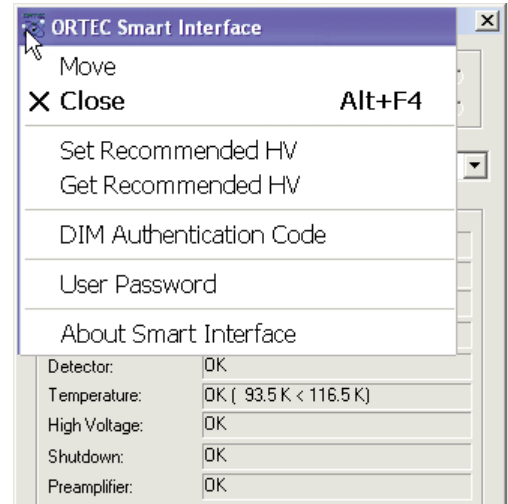 ORTEC Smart Interface
Move
Close Alt+F4
Set Recommended HV
Get Recommended HV
DIM Authentication Code
User Password
About Smart Interface
Detector: OK
Temperature: OK ( 93.5 K < 116.5 K)
High Voltage: OK
Shutdown: OK
Preamplifier: OK